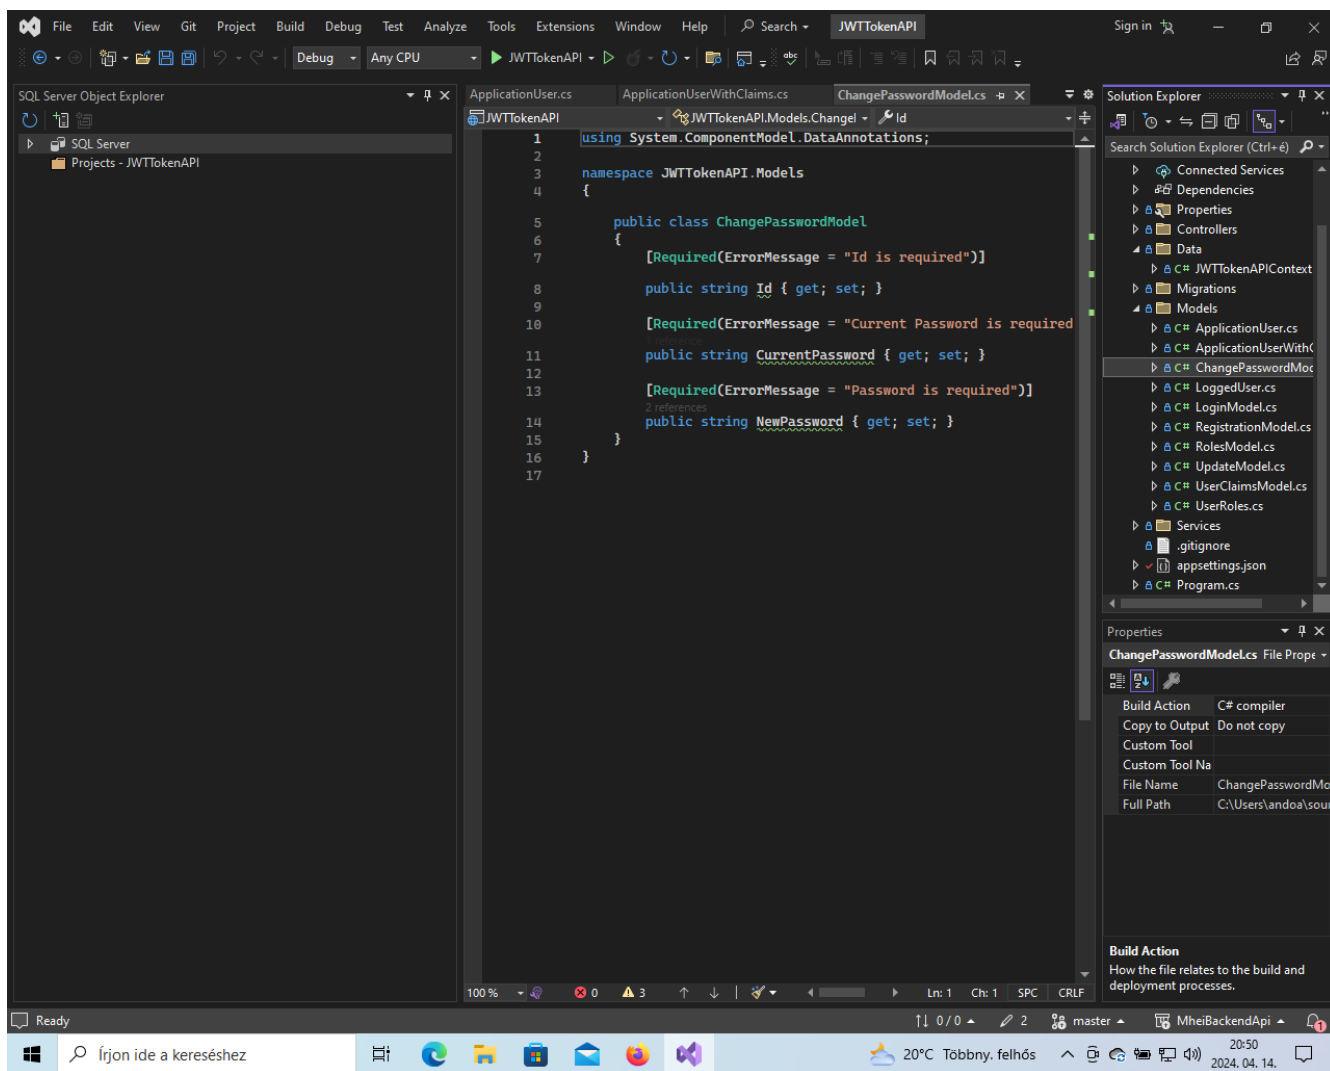 File Edit View Git Project Build Debug Test Analyze Tools Extensions Window Help Search JWTTokenAPI Sign in
Debug Any CPU JWTTokenAPI
SQL Server Object Explorer
SQL Server
Projects - JWTTokenAPI
ApplicationUser.cs ApplicationUserWithClaims.cs ChangePasswordModel.cs
JWTTokenAPI JWTTokenAPI.Models.Changel Id
1 using System.ComponentModel.DataAnnotations;
2
3 namespace JWTTokenAPI.Models
4 {
5 public class ChangePasswordModel
6 {
7 [Required(ErrorMessage = "Id is required")]
8 public string Id { get; set; }
9
10 [Required(ErrorMessage = "Current Password is required
1 reference
11 public string CurrentPassword { get; set; }
12
13 [Required(ErrorMessage = "Password is required")]
2 references
14 public string NewPassword { get; set; }
15 }
16 }
17
100 % 0 3 Ln: 1 Ch: 1 SPC CRLF
Solution Explorer
Search Solution Explorer (Ctrl+é)
Connected Services
Dependencies
Properties
Controllers
Data
C# JWTTokenAPIContext
Migrations
Models
C# ApplicationUser.cs
C# ApplicationUserWithC
C# ChangePasswordMod
C# LoggedUser.cs
C# LoginModel.cs
C# RegistrationModel.cs
C# RolesModel.cs
C# UpdateModel.cs
C# UserClaimsModel.cs
C# UserRoles.cs
Services
.gitignore
appsettings.json
C# Program.cs
Properties
ChangePasswordModel.cs File Prope
Build Action C# compiler
Copy to Output Do not copy
Custom Tool
Custom Tool Na
File Name ChangePasswordMo
Full Path C:\Users\andoa\sour
Build Action
How the file relates to the build and
deployment processes.
Ready 0 / 0 2 master MheiBackendApi 1
Írjon ide a kereséshez 20°C Többny. felhős 20:50
2024. 04. 14.